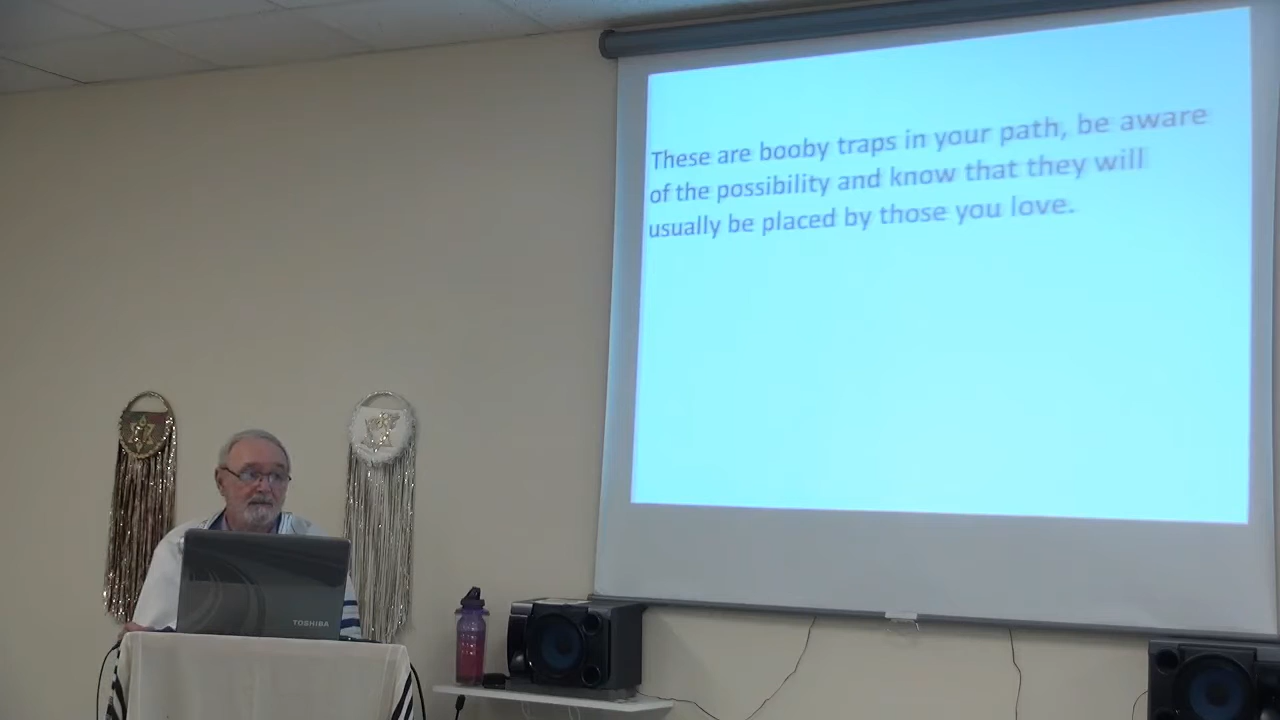 These are booby traps in your path, be aware
of the possibility and know that they will
usually be placed by those you love.
TOSHIBA